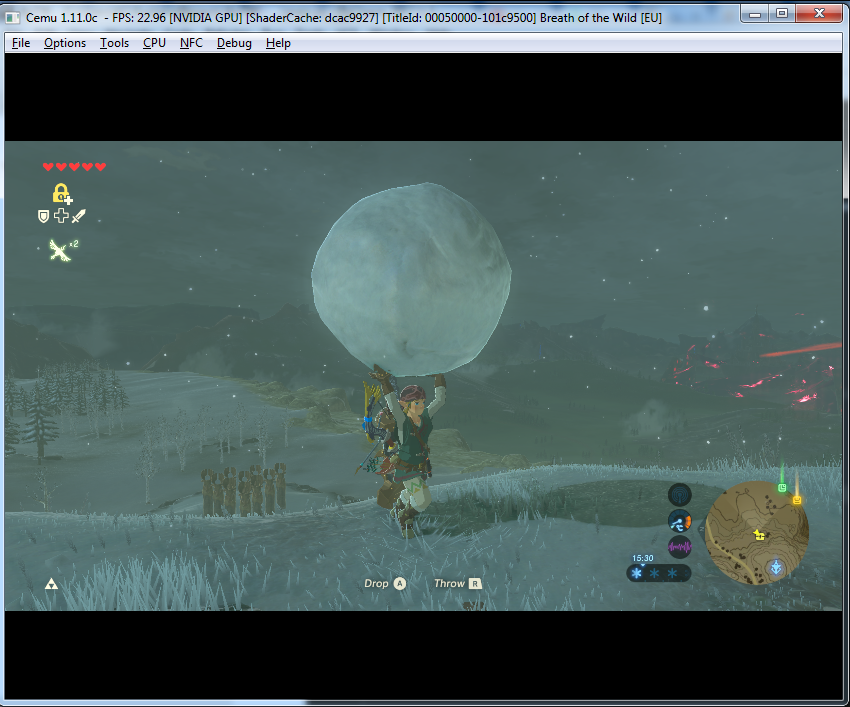 Cemu 1.11.0c - FPS: 22.96 [NVIDIA GPU] [ShaderCache: dcac9927] [TitleId: 00050000-101c9500] Breath of the Wild [EU]
File Options Tools CPU NFC Debug Help
x2
15:30
Drop A Throw R